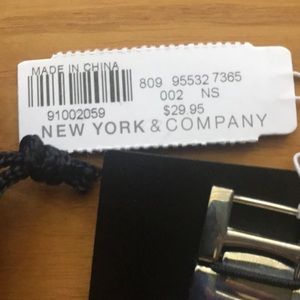 MADE IN CHINA
809 95532 7365
002 NS
91002059
$29.95
NEW YORK & COMPANY